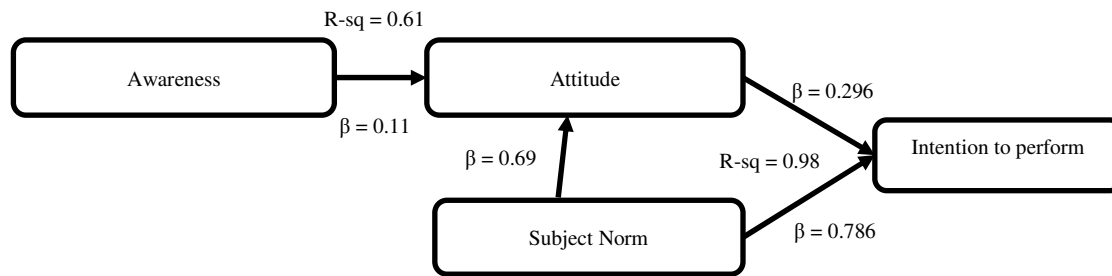 R-sq = 0.61
Awareness
Attitude
β = 0.11
β = 0.296
β = 0.69
R-sq = 0.98
Intention to perform
Subject Norm
β = 0.786